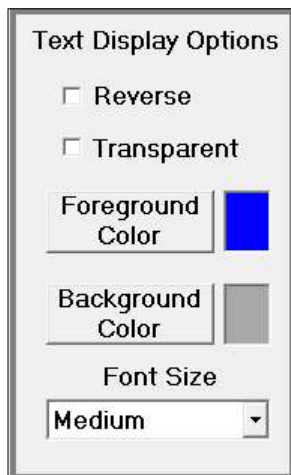 Text Display Options
Reverse
Transparent
Foreground
Color
Background
Color
Font Size
Medium